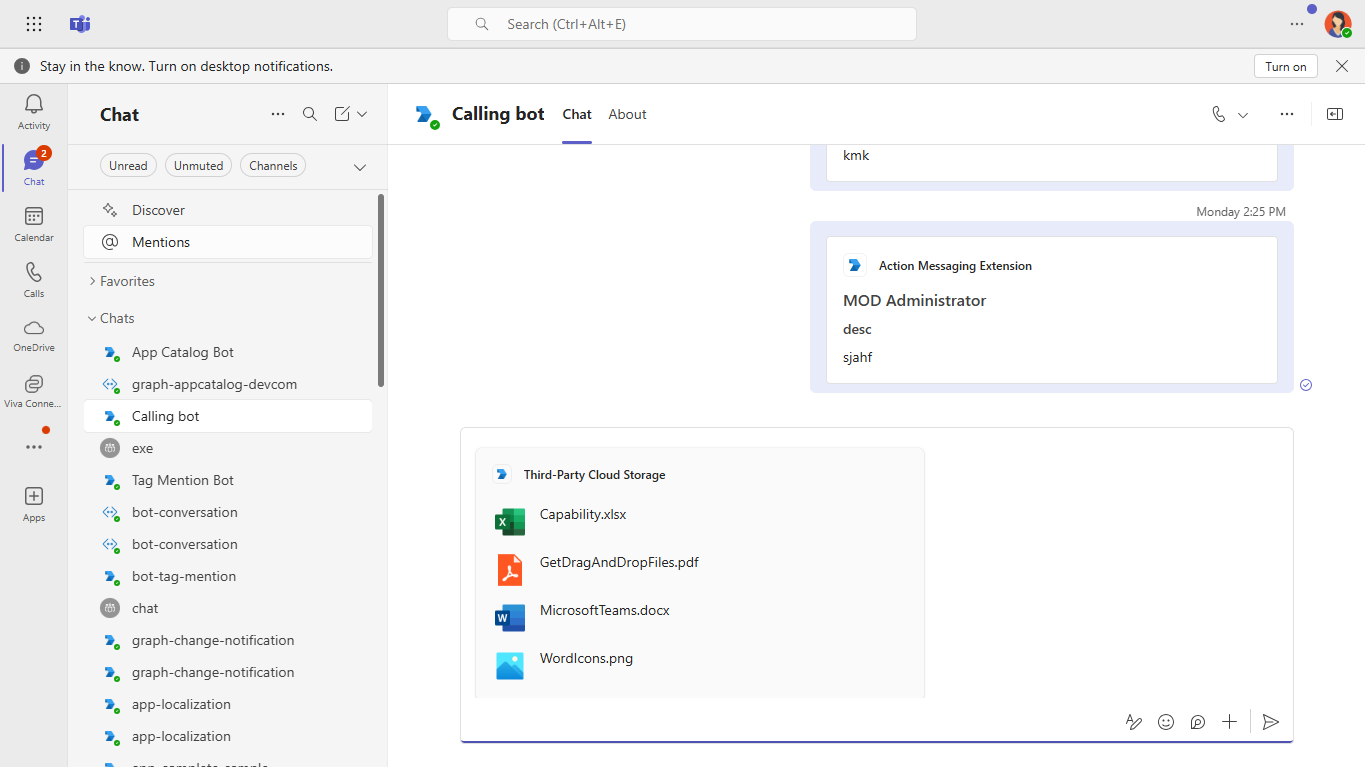 Search (Ctrl+Alt+E)
Stay in the know. Turn on desktop notifications.
Turn on
Activity
2
Chat
Calendar
Calls
OneDrive
Viva Conne...
Apps
Chat
Unread
Unmuted
Channels
Discover
Mentions
Favorites
Chats
App Catalog Bot
graph-appcatalog-devcom
Calling bot
exe
Tag Mention Bot
bot-conversation
bot-conversation
bot-tag-mention
chat
graph-change-notification
graph-change-notification
app-localization
app-localization
app-complete-sample
Calling bot
Chat
About
kmk
Monday 2:25 PM
Action Messaging Extension
MOD Administrator
desc
sjahf
Third-Party Cloud Storage
Capability.xlsx
GetDragAndDropFiles.pdf
MicrosoftTeams.docx
WordIcons.png